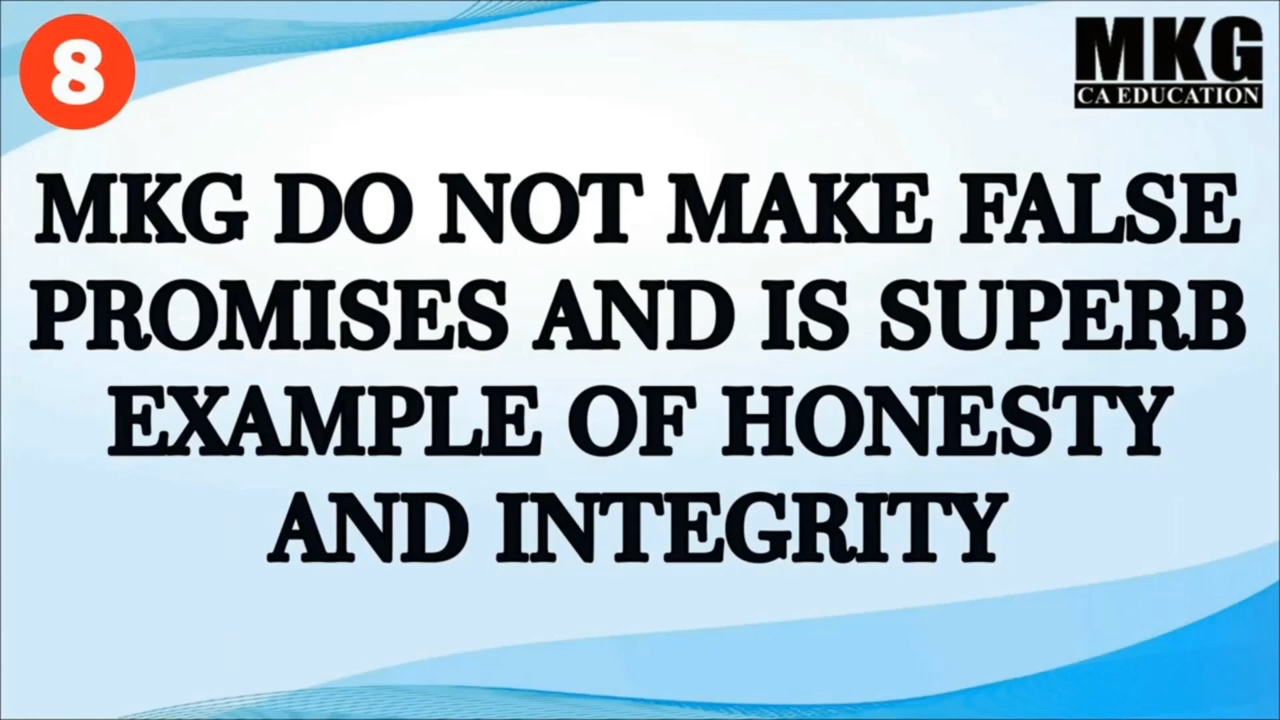 8
MKG
CA EDUCATION
MKG DO NOT MAKE FALSE
PROMISES AND IS SUPERB
EXAMPLE OF HONESTY
AND INTEGRITY